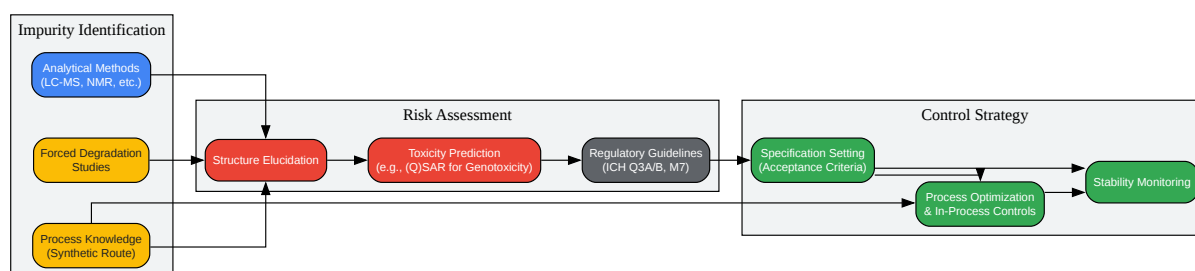 Impurity Identification
Analytical Methods
(LC-MS, NMR, etc.)
Forced Degradation
Studies
Process Knowledge
(Synthetic Route)
Risk Assessment
Structure Elucidation
Toxicity Prediction
(e.g., (Q)SAR for Genotoxicity)
Regulatory Guidelines
(ICH Q3A/B, M7)
Control Strategy
Specification Setting
(Acceptance Criteria)
Process Optimization
& In-Process Controls
Stability Monitoring